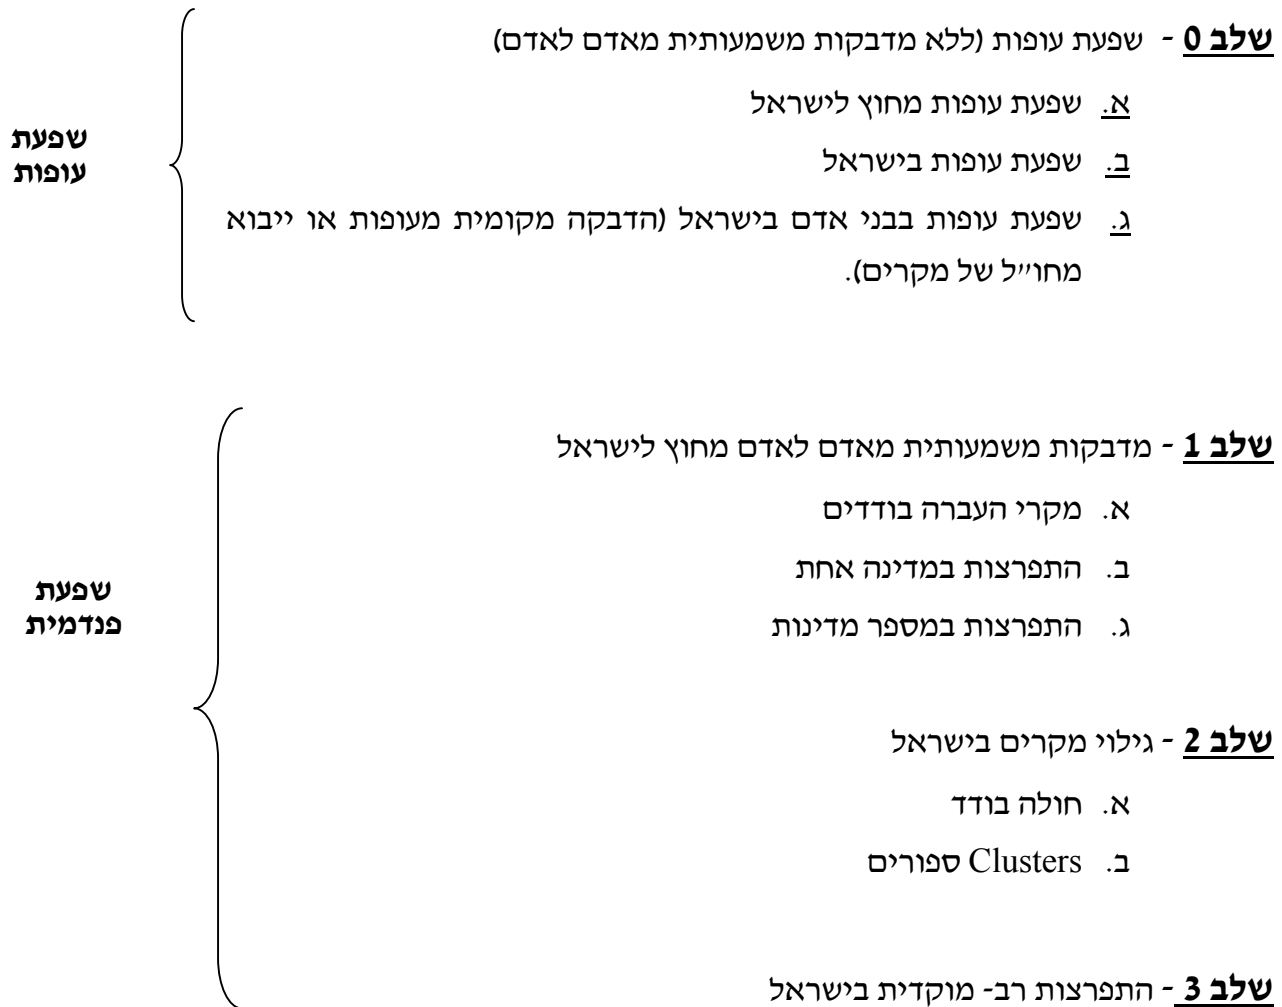 שלב 0 - שפעת עופות (ללא מדבקות משמעותית מאדם לאדם)
א. שפעת עופות מחוץ לישראל
ב. שפעת עופות בישראל
ג. שפעת עופות בבני אדם בישראל (הדבקה מקומית מעופות או ייבוא
מחו״ל של מקרים).
שפעת
עופות
שלב 1 - מדבקות משמעותית מאדם לאדם מחוץ לישראל
א. מקרי העברה בודדים
ב. התפרצות במדינה אחת
ג. התפרצות במספר מדינות
שפעת
פנדמית
שלב 2 - גילוי מקרים בישראל
א. חולה בודד
ב. Clusters ספורים
שלב 3 - התפרצות רב- מוקדית בישראל